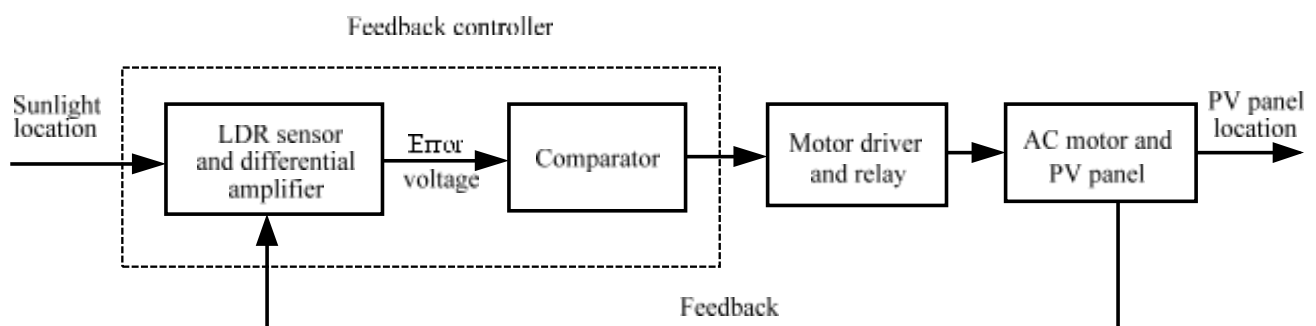 Feedback controller
Sunlight
location
LDR sensor
and differential
amplifier
Error
voltage
Comparator
Motor driver
and relay
AC motor and
PV panel
PV panel
location
Feedback